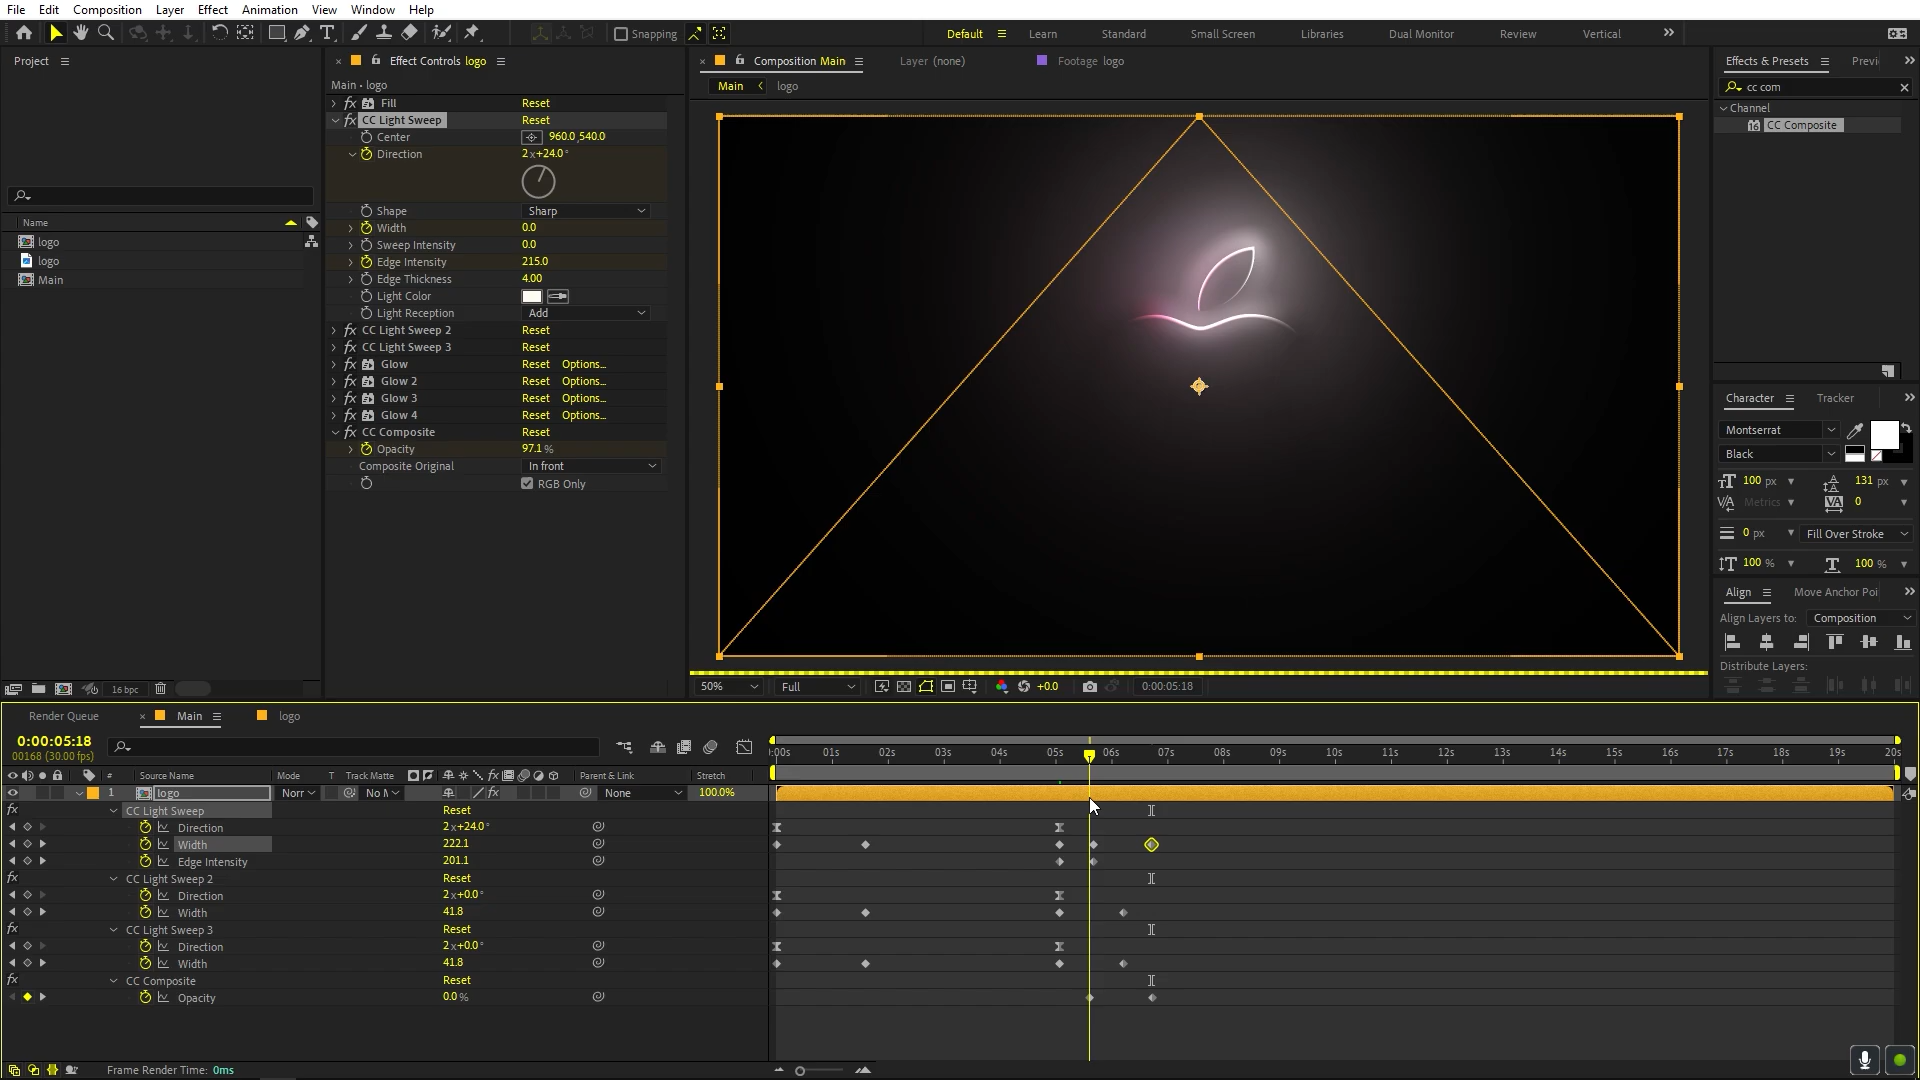 File Edit Composition Layer Effect Animation View Window Help
Snapping
Default Learn Standard Small Screen Libraries Dual Monitor Review Vertical
Project
Name
logo
logo
Main
16 bpc
Effect Controls logo
Main • logo
Fill Reset
CC Light Sweep Reset
Center 960.0,540.0
Direction 2x+24.0°
Shape Sharp
Width 0.0
Sweep Intensity 0.0
Edge Intensity 215.0
Edge Thickness 4.00
Light Color
Light Reception Add
CC Light Sweep 2 Reset
CC Light Sweep 3 Reset
Glow Reset Options...
Glow 2 Reset Options...
Glow 3 Reset Options...
Glow 4 Reset Options...
CC Composite Reset
Opacity 97.1 %
Composite Original In front
RGB Only
Composition Main Layer (none) Footage logo
Main logo
50% Full +0.0 0:00:05:18
Effects & Presets Previ
cc com
Channel
16 CC Composite
Character Tracker
Montserrat
Black
100 px 131 px
Metrics 0
0 px Fill Over Stroke
100 % 100 %
Align Move Anchor Poi
Align Layers to: Composition
Distribute Layers:
Render Queue Main logo
0:00:05:18
00168 (30.00 fps)
:00s 01s 02s 03s 04s 05s 06s 07s 08s 09s 10s 11s 12s 13s 14s 15s 16s 17s 18s 19s 20s
# Source Name Mode T Track Matte fx Parent & Link Stretch
1 logo Norr No M None 100.0%
CC Light Sweep Reset
Direction 2x+24.0°
Width 222.1
Edge Intensity 201.1
CC Light Sweep 2 Reset
Direction 2x+0.0°
Width 41.8
CC Light Sweep 3 Reset
Direction 2x+0.0°
Width 41.8
CC Composite Reset
Opacity 0.0 %
Frame Render Time: 0ms